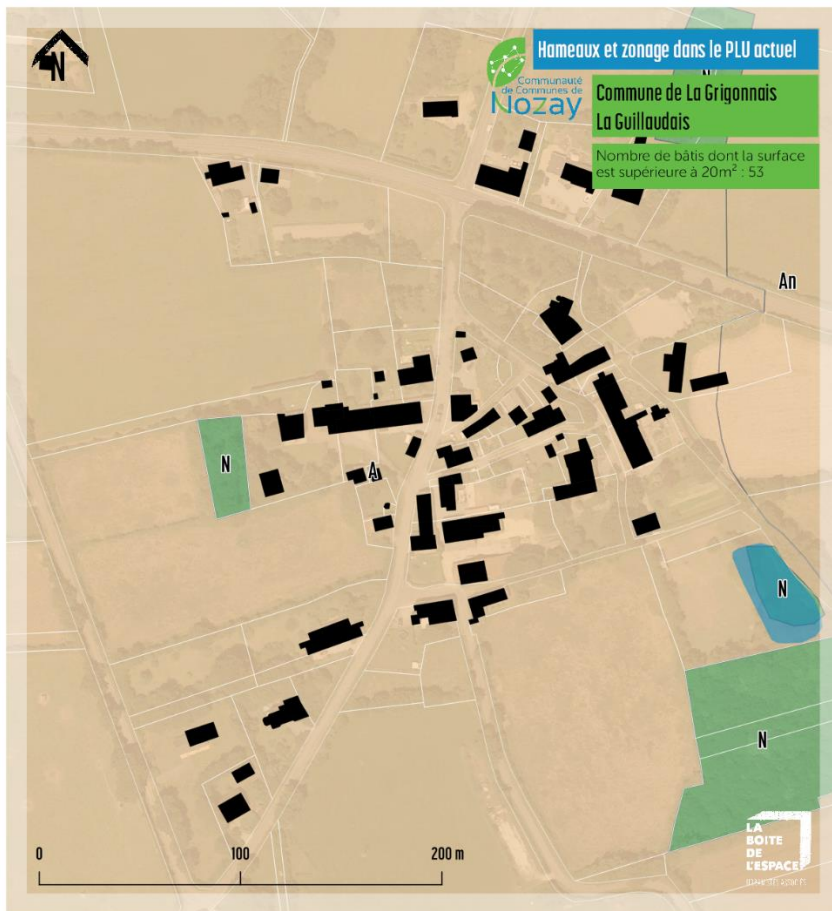 N
Hameaux et zonage dans le PLU actuel
Communauté
de Communes de
Nozay
Commune de La Grigonnais
La Guillaudais
Nombre de bâtis dont la surface
est supérieure à 20m² : 53
N
An
N
A
N
N
0 100 200 m
LA
BOITE
DE
L'ESPACE